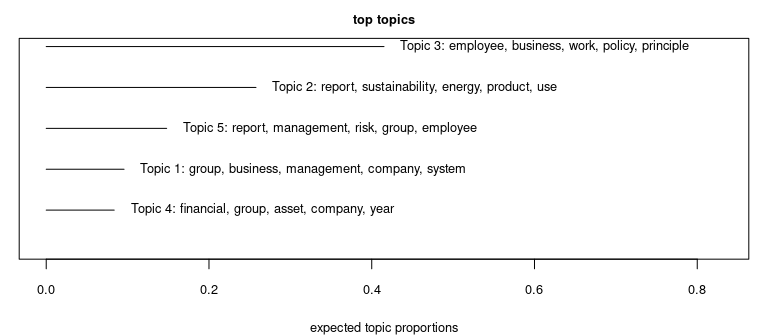 top topics
Topic 3: employee, business, work, policy, principle
Topic 2: report, sustainability, energy, product, use
Topic 5: report, management, risk, group, employee
Topic 1: group, business, management, company, system
Topic 4: financial, group, asset, company, year
0.0 0.2 0.4 0.6 0.8
expected topic proportions